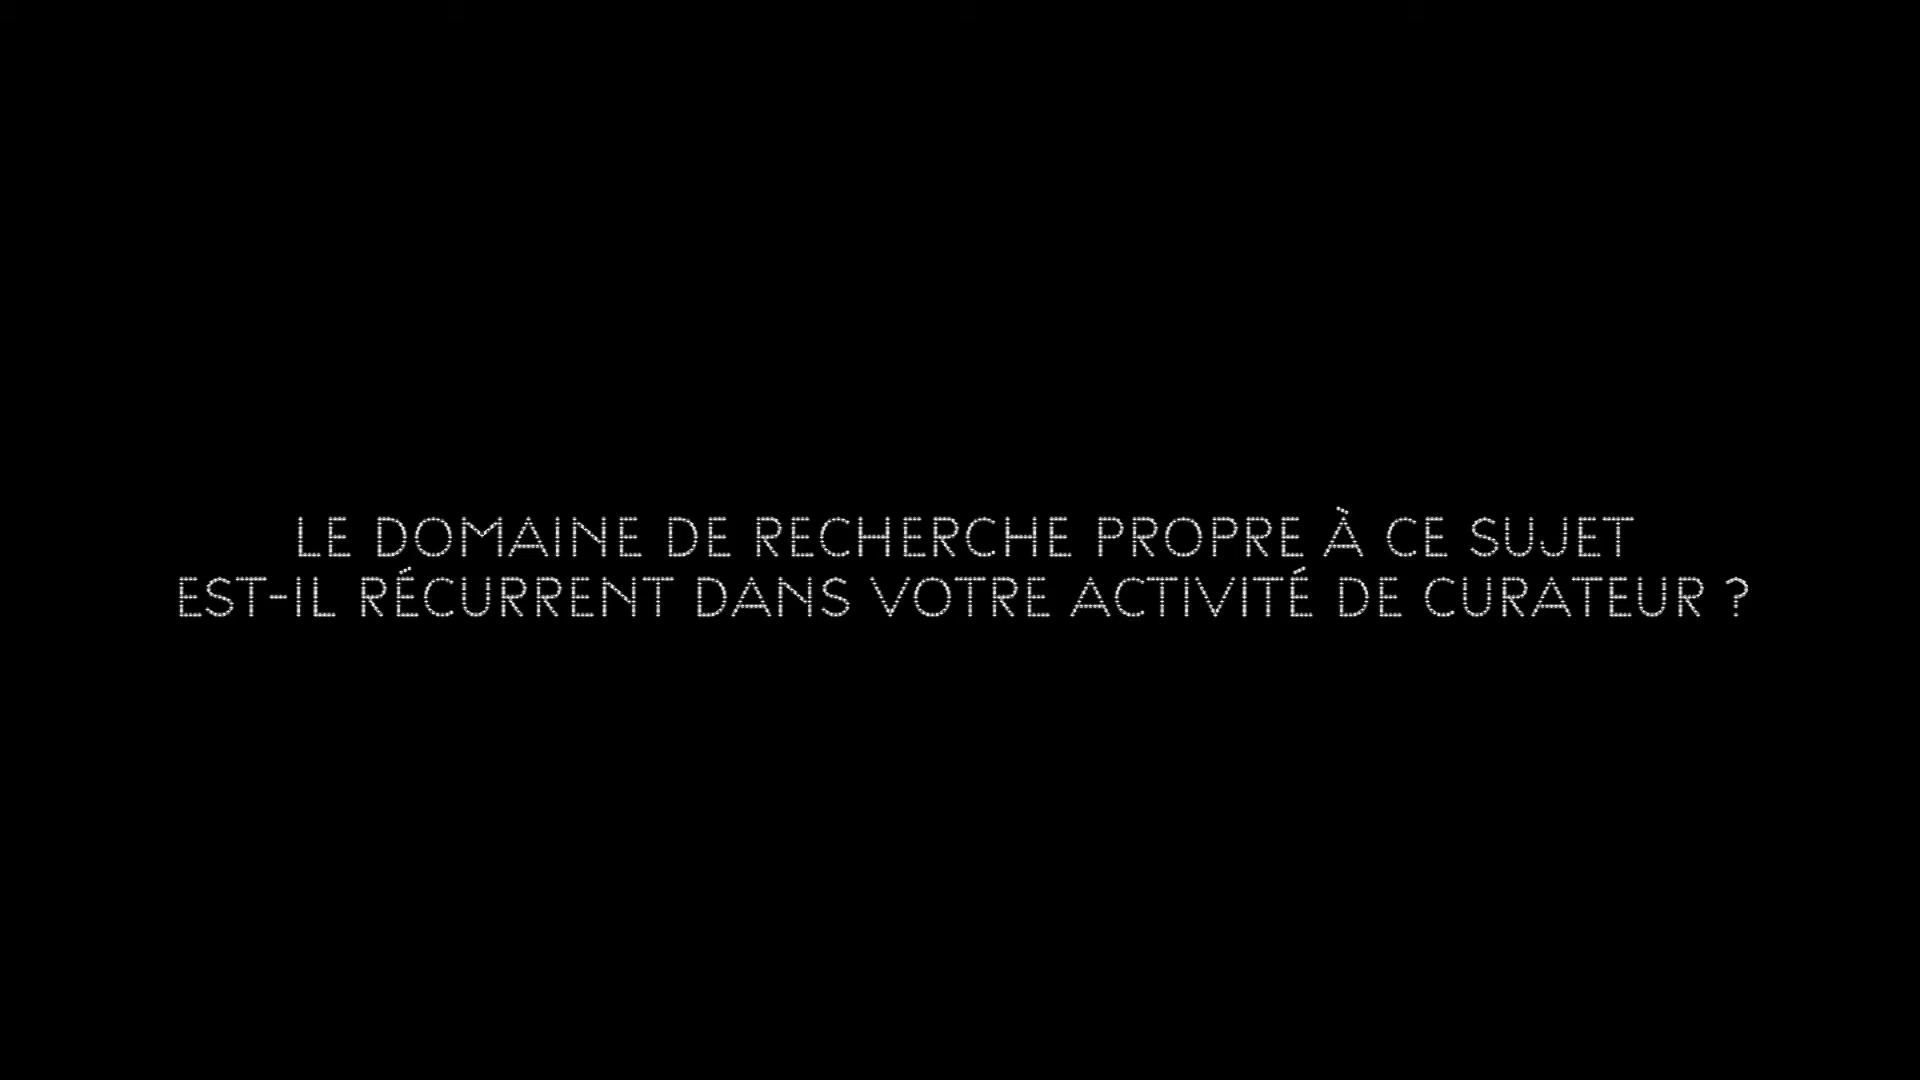 LE DOMAINE DE RECHERCHE PROPRE À CE SUJET
EST-IL RÉCURRENT DANS VOTRE ACTIVITÉ DE CURATEUR ?